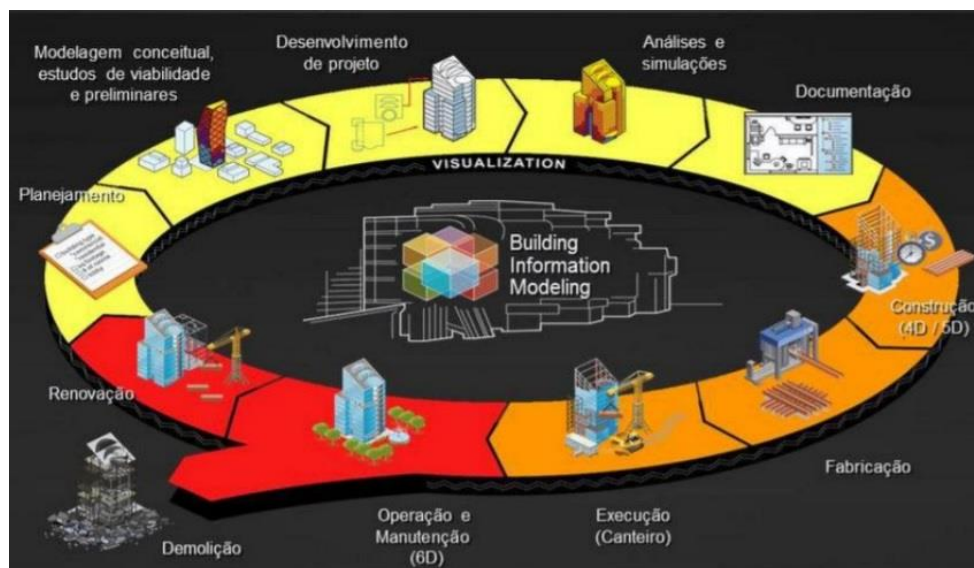 Modelagem conceitual,
estudos de viabilidade
e preliminares
Desenvolvimento
de projeto
Análises e
simulações
Documentação
VISUALIZATION
Planejamento
Building
Information
Modeling
Construção
(4D / 5D)
Renovação
Fabricação
Operação e
Manutenção
(6D)
Execução
(Canteiro)
Demolição